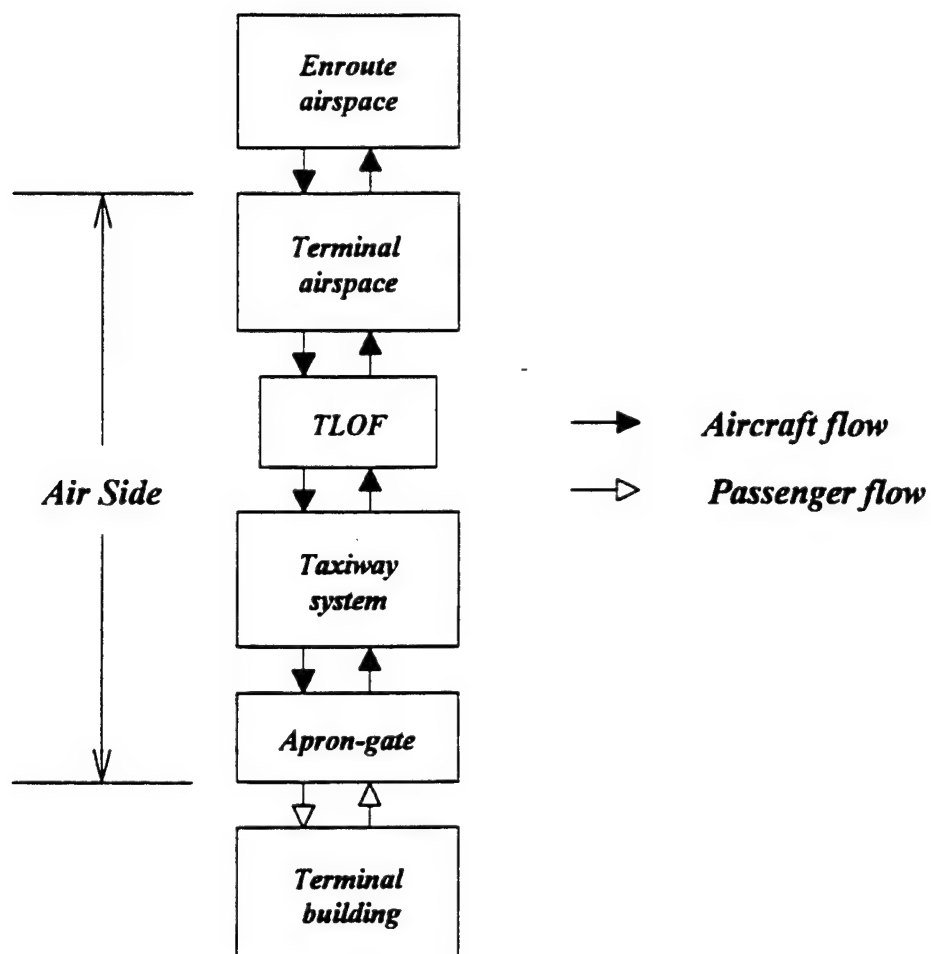 Enroute
airspace
Terminal
airspace
TLOF
Aircraft flow
Air Side
Passenger flow
Taxiway
system
Apron-gate
Terminal
building